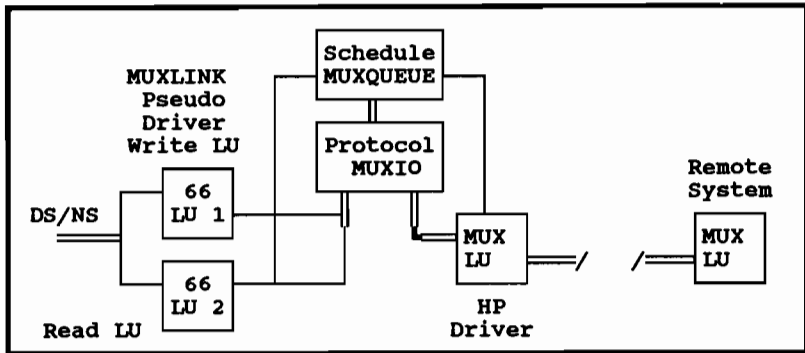 Schedule
MUXQUEUE
MUXLINK
Pseudo
Driver
Write LU
Protocol
MUXIO
Remote
System
66
LU 1
DS/NS
MUX
LU
MUX
LU
66
LU 2
Read LU
HP
Driver